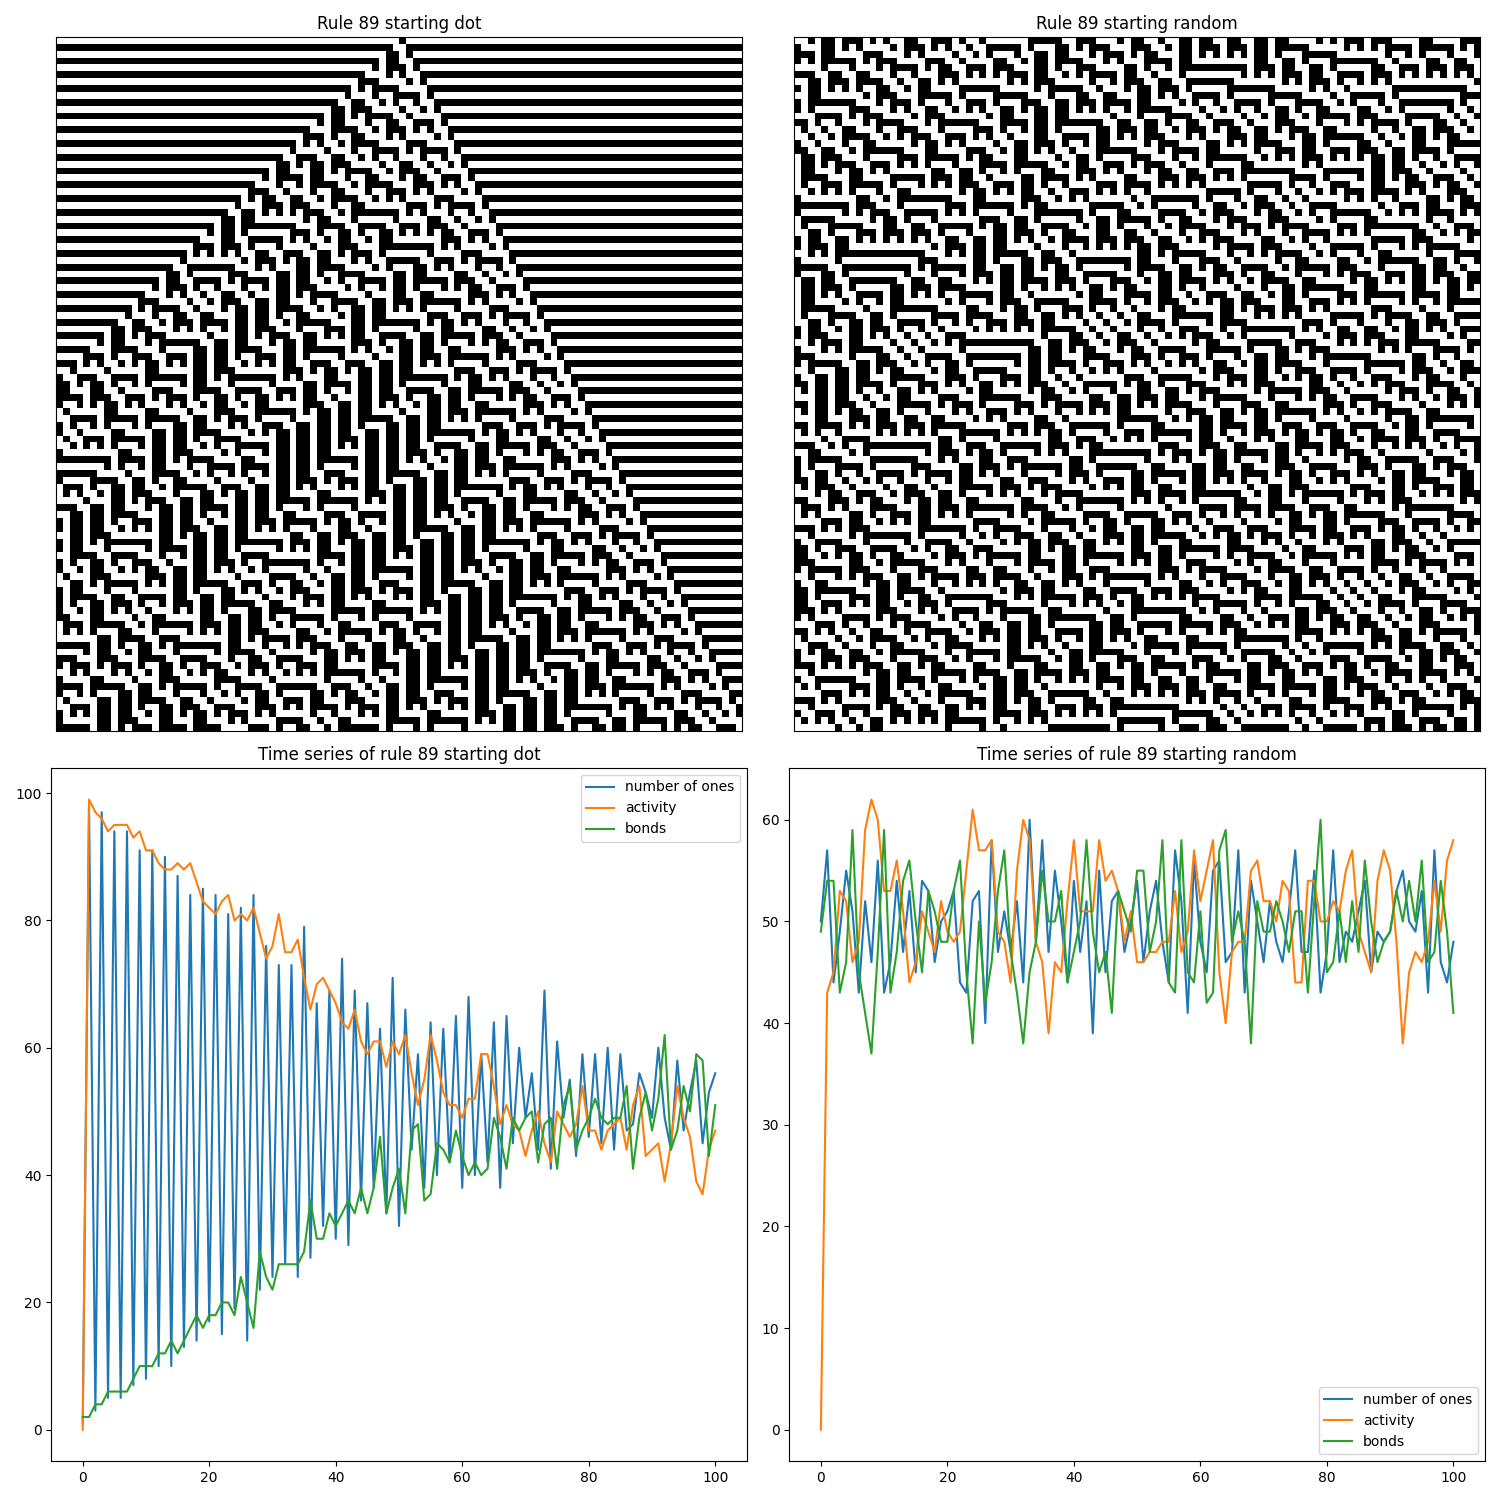 Rule 89 starting dot
Rule 89 starting random
Time series of rule 89 starting dot
100
80
60
40
20
0
0 20 40 60 80 100
number of ones
activity
bonds
Time series of rule 89 starting random
60
50
40
30
20
10
0
0 20 40 60 80 100
number of ones
activity
bonds